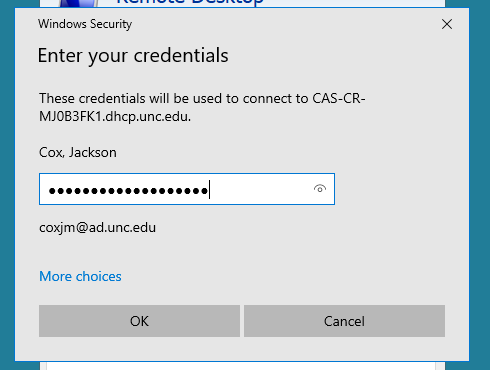 Remote Desktop
Windows Security
Enter your credentials
These credentials will be used to connect to CAS-CR-
MJ0B3FK1.dhcp.unc.edu.
Cox, Jackson
●●●●●●●●●●●●●●●●●●●
coxjm@ad.unc.edu
More choices
OK
Cancel